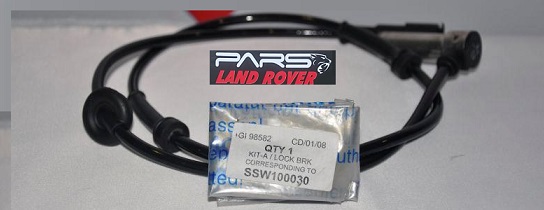 PARS
LAND ROVER
GI 98582 CD/01/08
QTY 1
KIT-A / LOCK BRK
CORRESPONDING TO
SSW100030